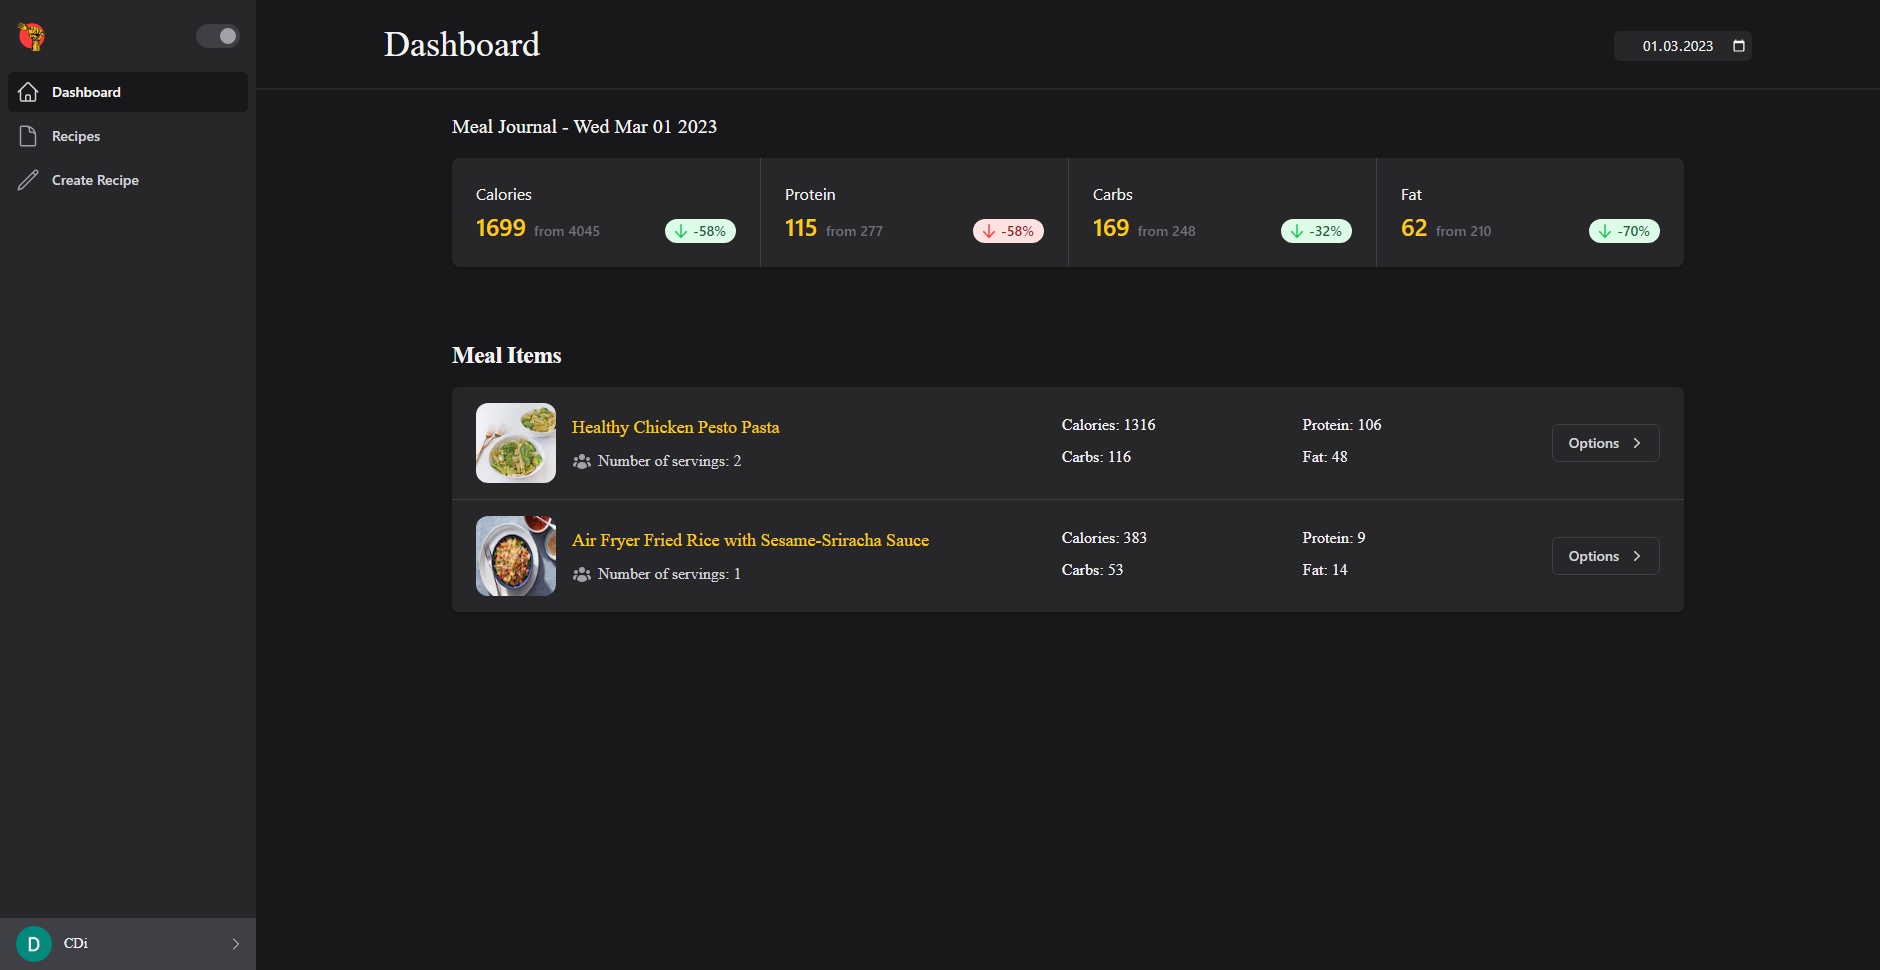 Dashboard
01.03.2023
Dashboard
Recipes
Create Recipe
Meal Journal - Wed Mar 01 2023
Calories
1699 from 4045
-58%
Protein
115 from 277
-58%
Carbs
169 from 248
-32%
Fat
62 from 210
-70%
Meal Items
Healthy Chicken Pesto Pasta
Number of servings: 2
Calories: 1316
Protein: 106
Carbs: 116
Fat: 48
Options
Air Fryer Fried Rice with Sesame-Sriracha Sauce
Number of servings: 1
Calories: 383
Protein: 9
Carbs: 53
Fat: 14
Options
D
CDi